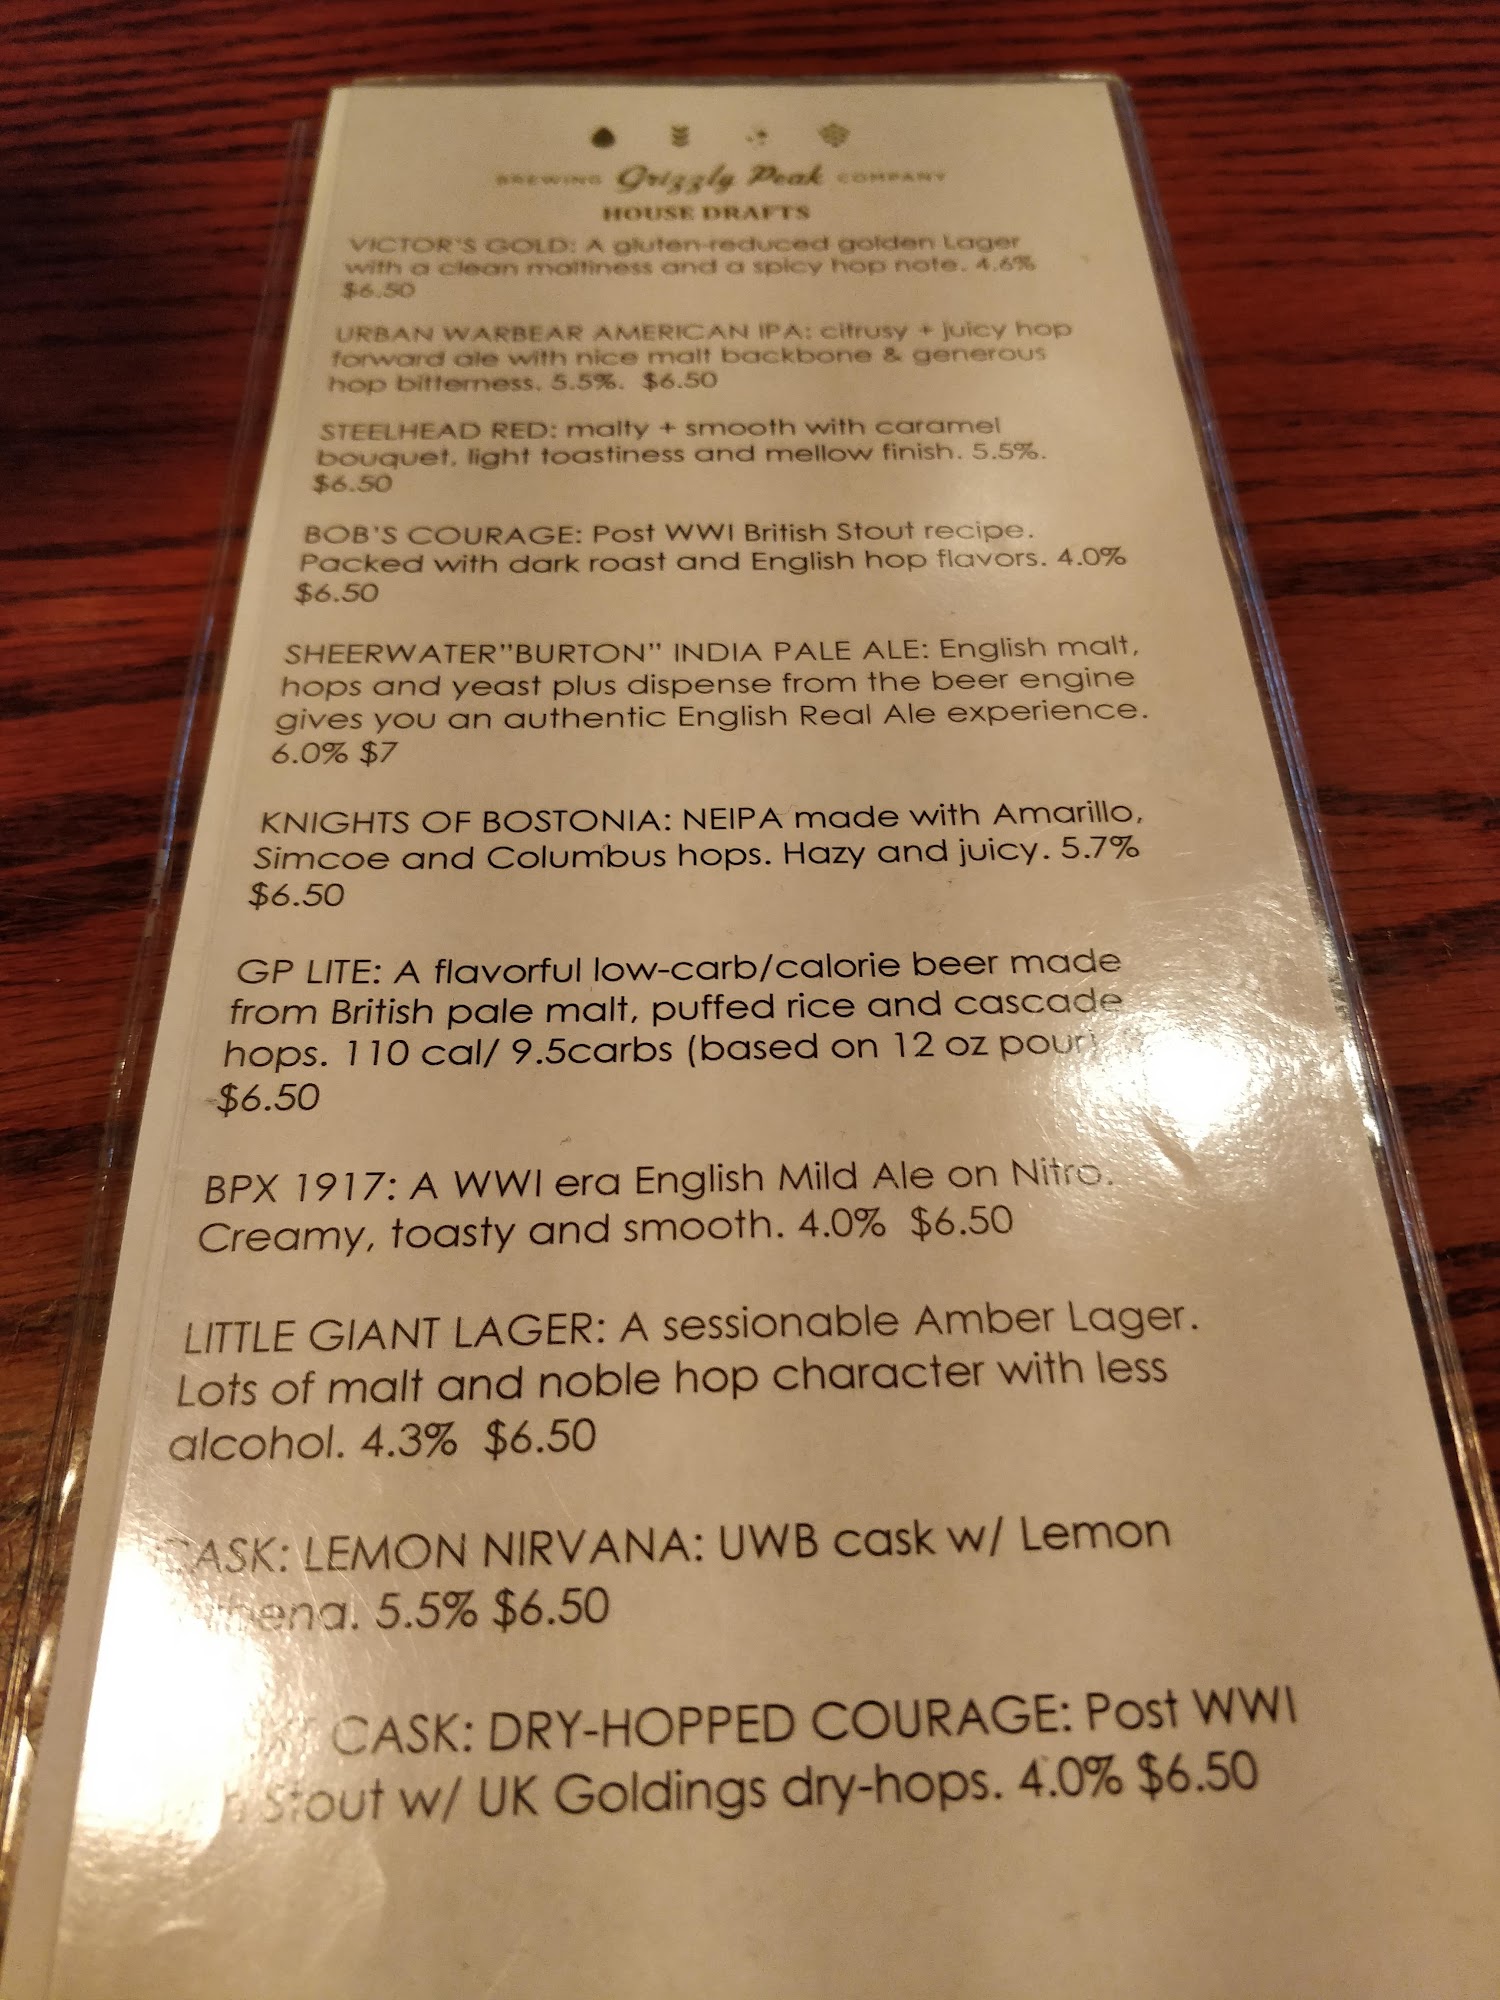 BREWING Grizzly Peak COMPANY
HOUSE DRAFTS
VICTOR'S GOLD: A gluten-reduced golden Lager
with a clean maltiness and a spicy hop note. 4.6%
$6.50
URBAN WARBEAR AMERICAN IPA: citrusy + juicy hop
forward ale with nice malt backbone & generous
hop bitterness. 5.5%. $6.50
STEELHEAD RED: malty + smooth with caramel
bouquet, light toastiness and mellow finish. 5.5%.
$6.50
BOB'S COURAGE: Post WWI British Stout recipe.
Packed with dark roast and English hop flavors. 4.0%
$6.50
SHEERWATER"BURTON" INDIA PALE ALE: English malt,
hops and yeast plus dispense from the beer engine
gives you an authentic English Real Ale experience.
6.0% $7
KNIGHTS OF BOSTONIA: NEIPA made with Amarillo,
Simcoe and Columbus hops. Hazy and juicy. 5.7%
$6.50
GP LITE: A flavorful low-carb/calorie beer made
from British pale malt, puffed rice and cascade
hops. 110 cal/ 9.5carbs (based on 12 oz pour)
$6.50
BPX 1917: A WWI era English Mild Ale on Nitro.
Creamy, toasty and smooth. 4.0% $6.50
LITTLE GIANT LAGER: A sessionable Amber Lager.
Lots of malt and noble hop character with less
alcohol. 4.3% $6.50
CASK: LEMON NIRVANA: UWB cask w/ Lemon
5.5% $6.50
CASK: DRY-HOPPED COURAGE: Post WWI
Stout w/ UK Goldings dry-hops. 4.0% $6.50